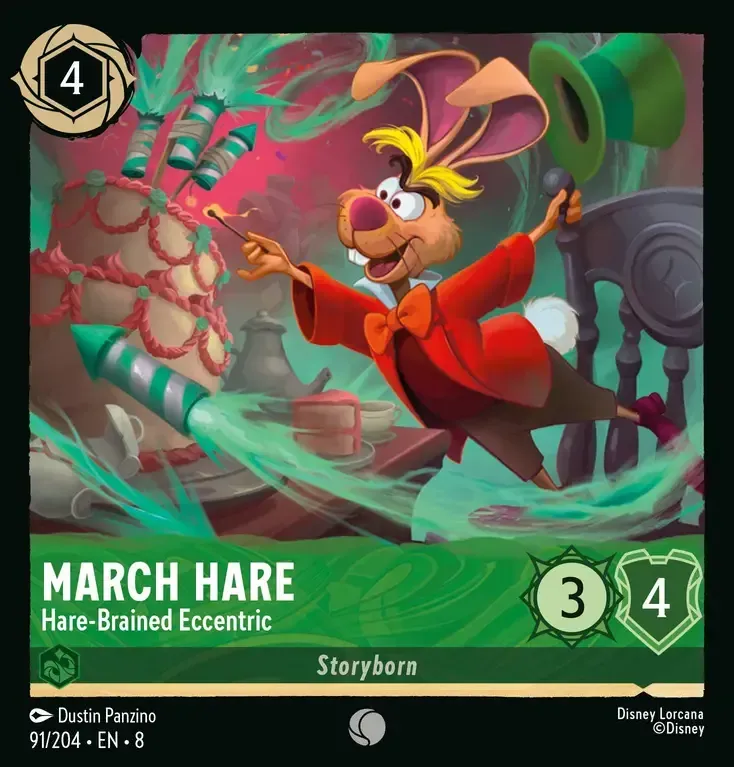 4
MARCH HARE
Hare-Brained Eccentric
3
4
Storyborn
Dustin Panzino
Disney Lorcana
91/204 • EN • 8
©Disney